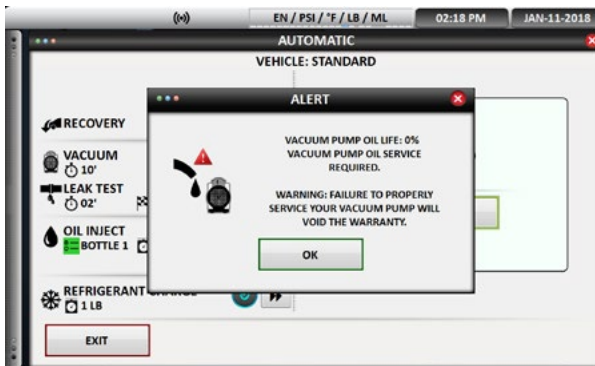 EN / PSI / °F / LB / ML
02:18 PM
JAN-11-2018
AUTOMATIC
VEHICLE: STANDARD
RECOVERY
VACUUM
10'
LEAK TEST
02'
OIL INJECT
BOTTLE 1
REFRIGERANT
1 LB
EXIT
ALERT
VACUUM PUMP OIL LIFE: 0%
VACUUM PUMP OIL SERVICE
REQUIRED.
WARNING: FAILURE TO PROPERLY
SERVICE YOUR VACUUM PUMP WILL
VOID THE WARRANTY.
OK